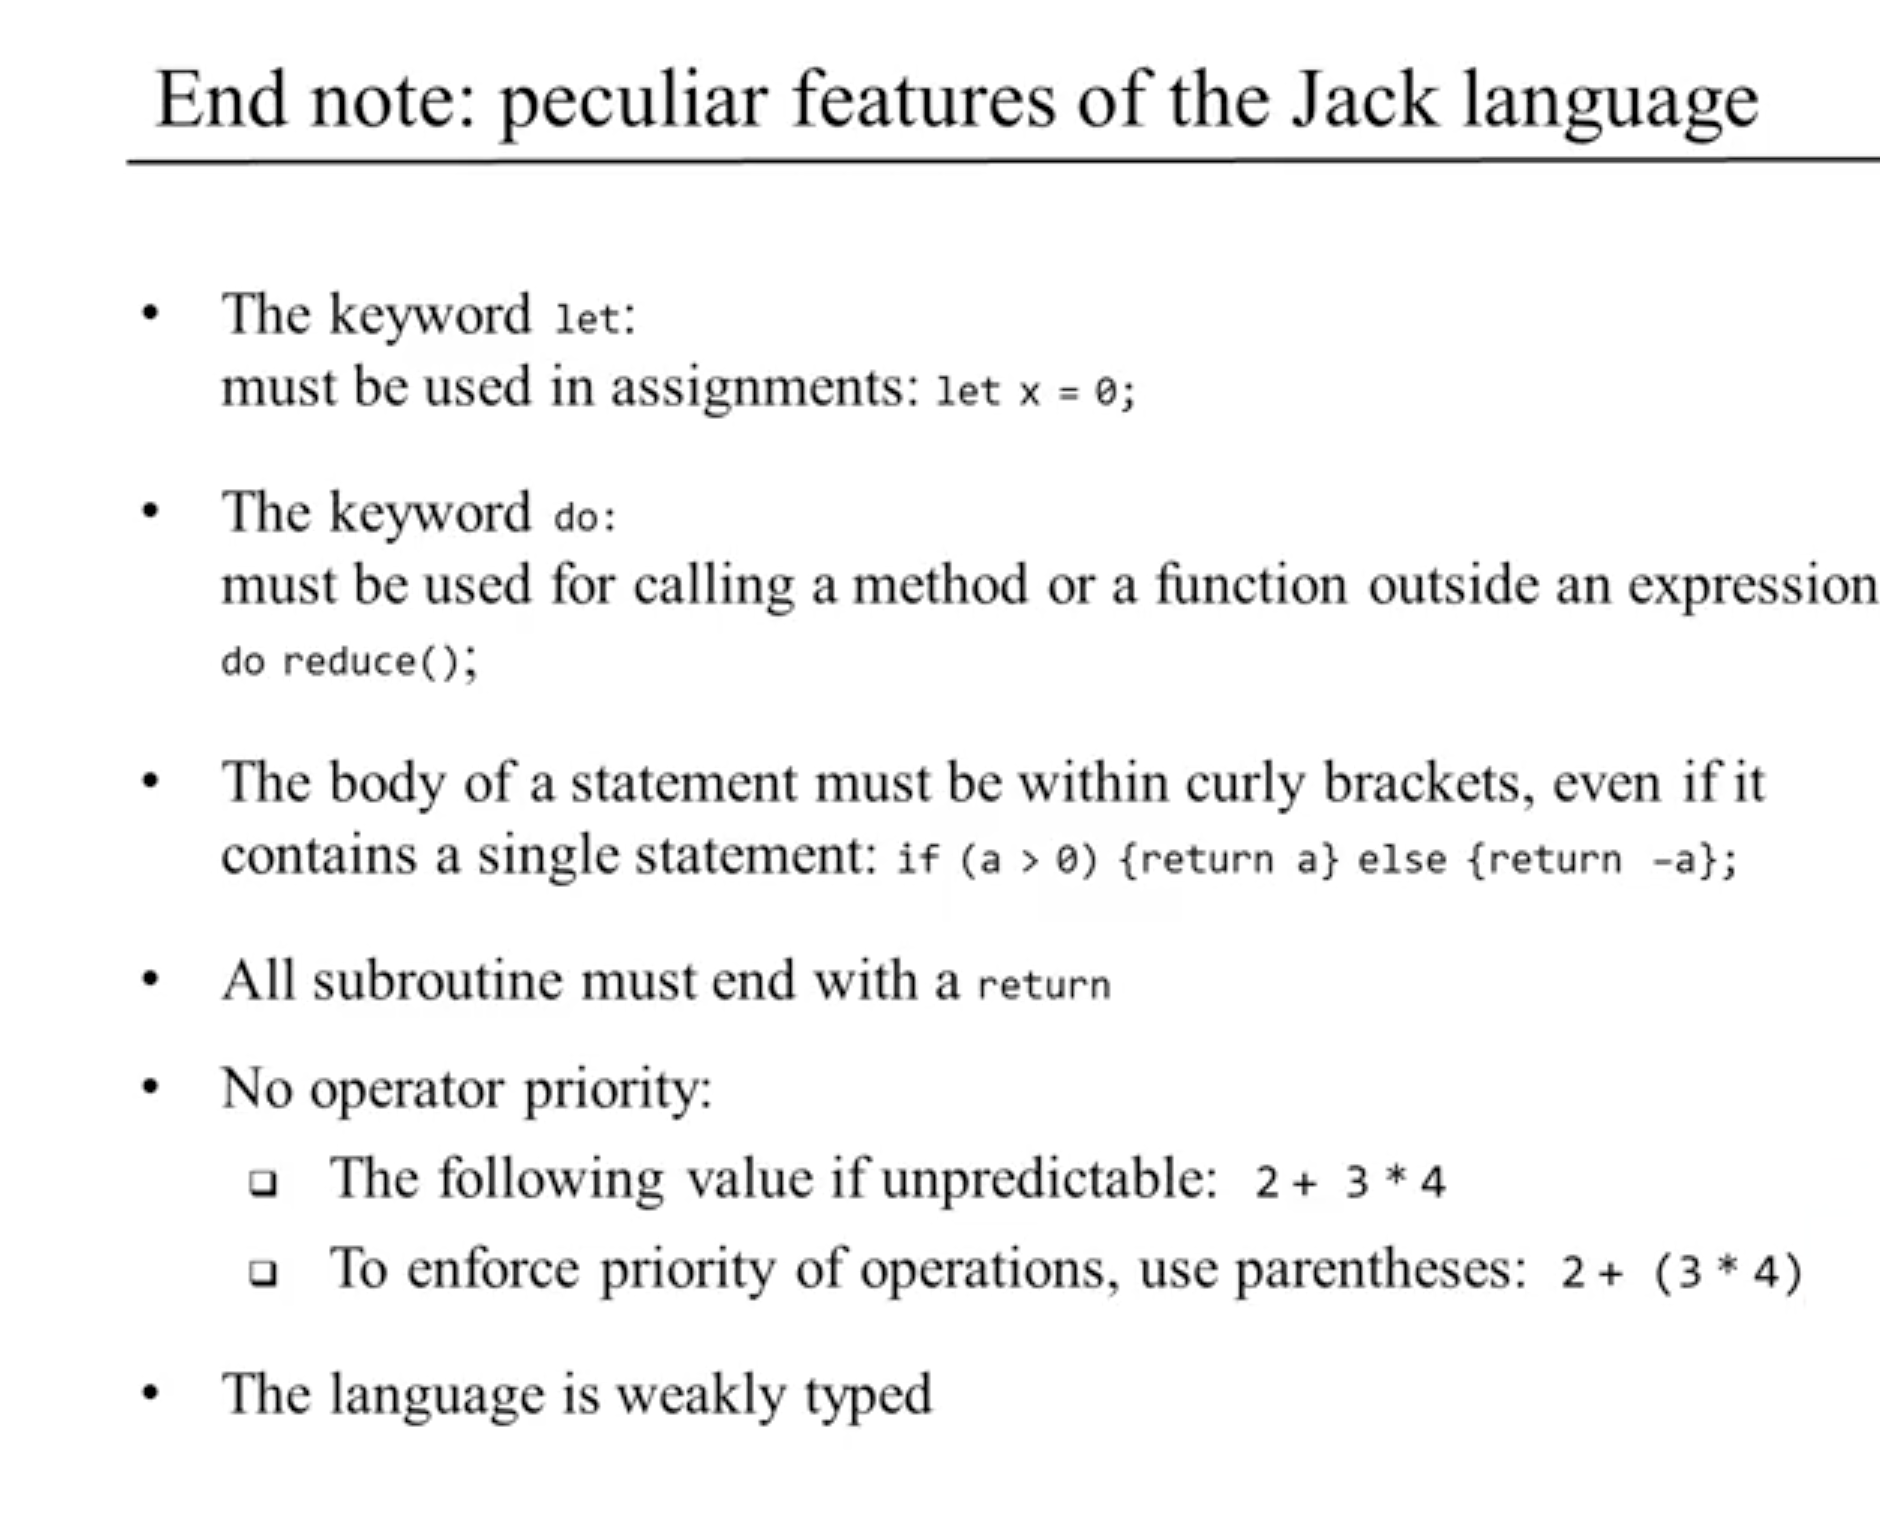 End note: peculiar features of the Jack language
• The keyword let:
must be used in assignments: let x = 0;
• The keyword do:
must be used for calling a method or a function outside an expression
do reduce();
• The body of a statement must be within curly brackets, even if it
contains a single statement: if (a > 0) {return a} else {return -a};
• All subroutine must end with a return
• No operator priority:
❑ The following value if unpredictable: 2 + 3 * 4
❑ To enforce priority of operations, use parentheses: 2 + (3 * 4)
• The language is weakly typed